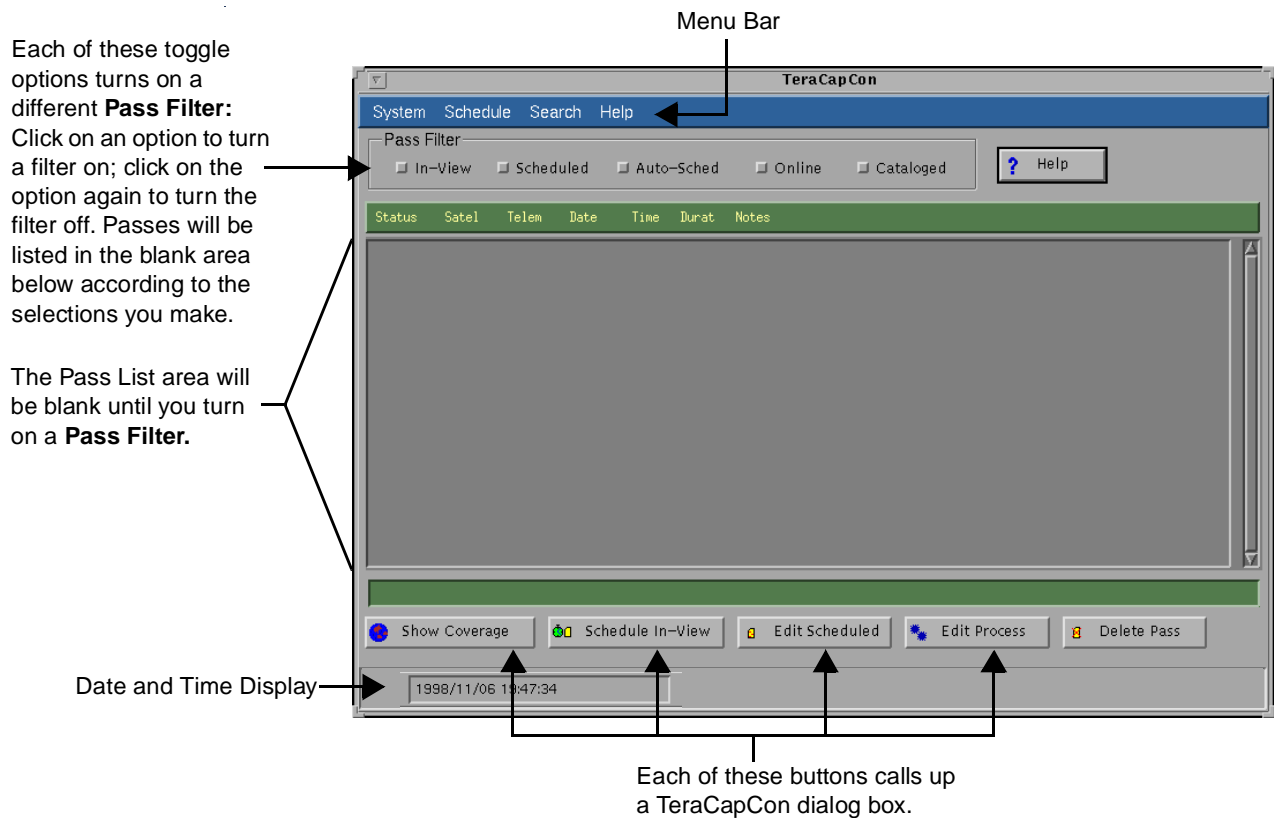 Menu Bar
Each of these toggle
options turns on a
different Pass Filter:
Click on an option to turn
a filter on; click on the
option again to turn the
filter off. Passes will be
listed in the blank area
below according to the
selections you make.
The Pass List area will
be blank until you turn
on a Pass Filter.
TeraCapCon
System Schedule Search Help
Pass Filter
In-View Scheduled Auto-Sched Online Cataloged
? Help
Status Satel Telem Date Time Durat Notes
Show Coverage Schedule In-View Edit Scheduled Edit Process Delete Pass
Date and Time Display
1998/11/06 19:47:34
Each of these buttons calls up
a TeraCapCon dialog box.